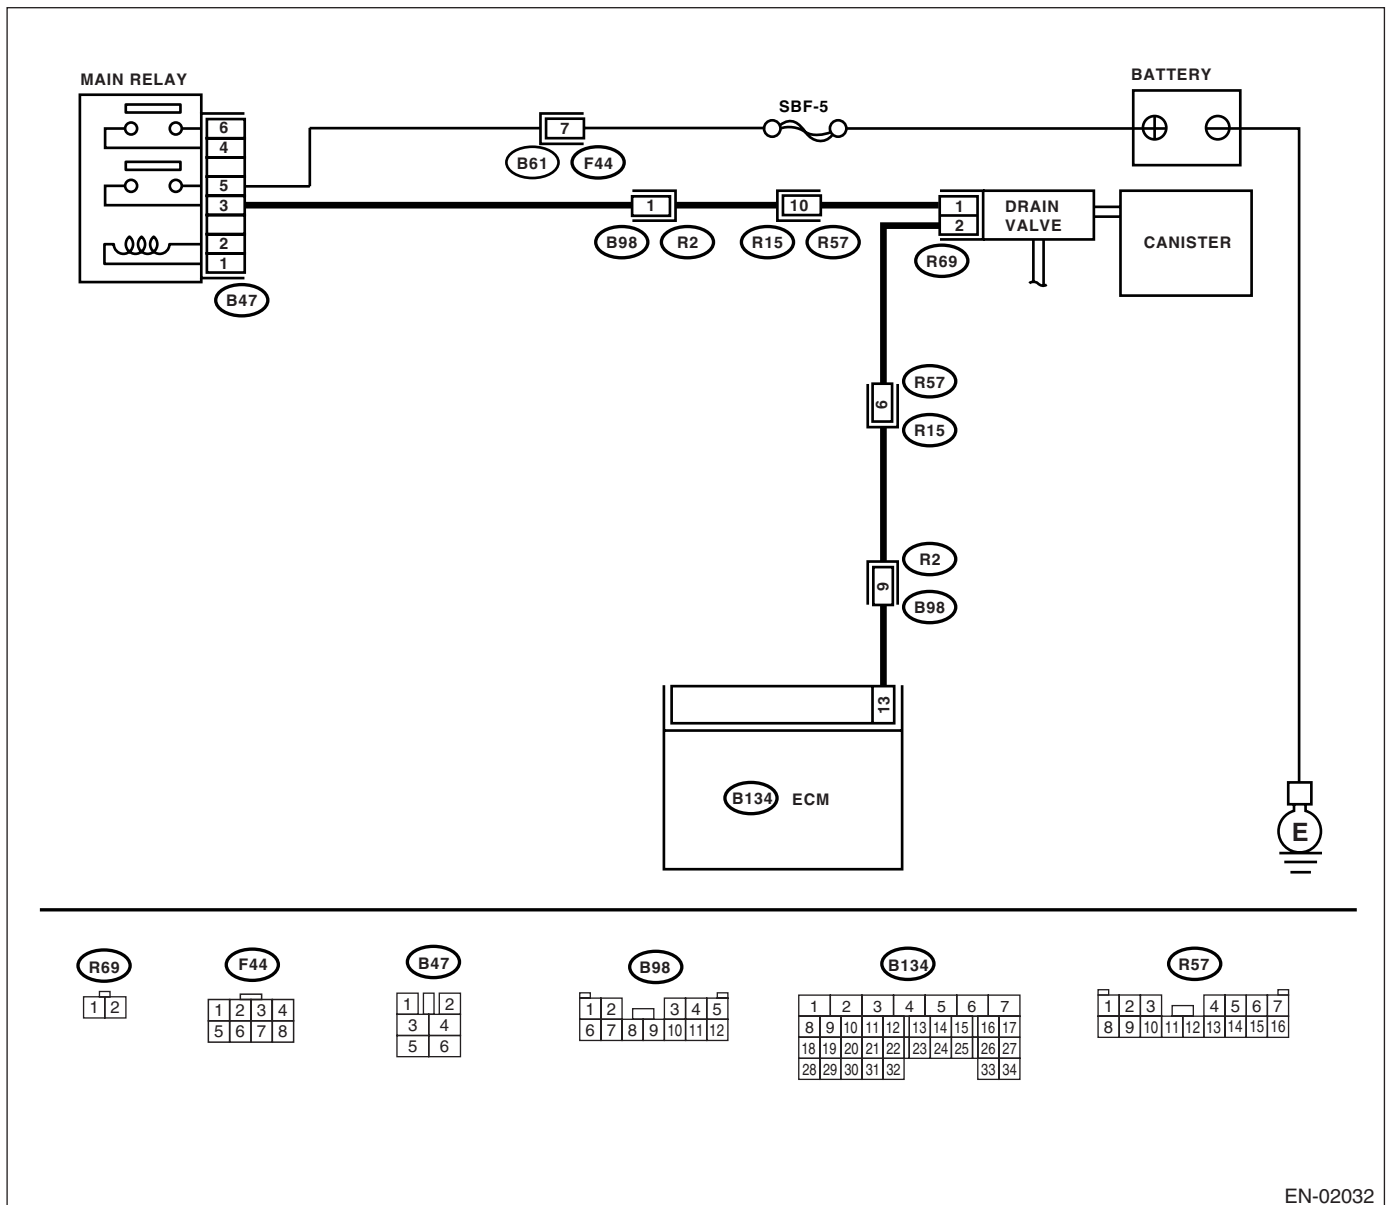 BATTERY
MAIN RELAY
SBF-5
6
4
5
3
2
1
B47
7
B61 F44
1
B98 R2
10
R15 R57
1
2
R69
DRAIN
VALVE
CANISTER
R57
6
R15
R2
9
B98
13
B134 ECM
E
R69
1 2
F44
1 2 3 4
5 6 7 8
B47
1 2
3 4
5 6
B98
1 2 3 4 5
6 7 8 9 10 11 12
B134
1 2 3 4 5 6 7
8 9 10 11 12 13 14 15 16 17
18 19 20 21 22 23 24 25 26 27
28 29 30 31 32 33 34
R57
1 2 3 4 5 6 7
8 9 10 11 12 13 14 15 16
EN-02032